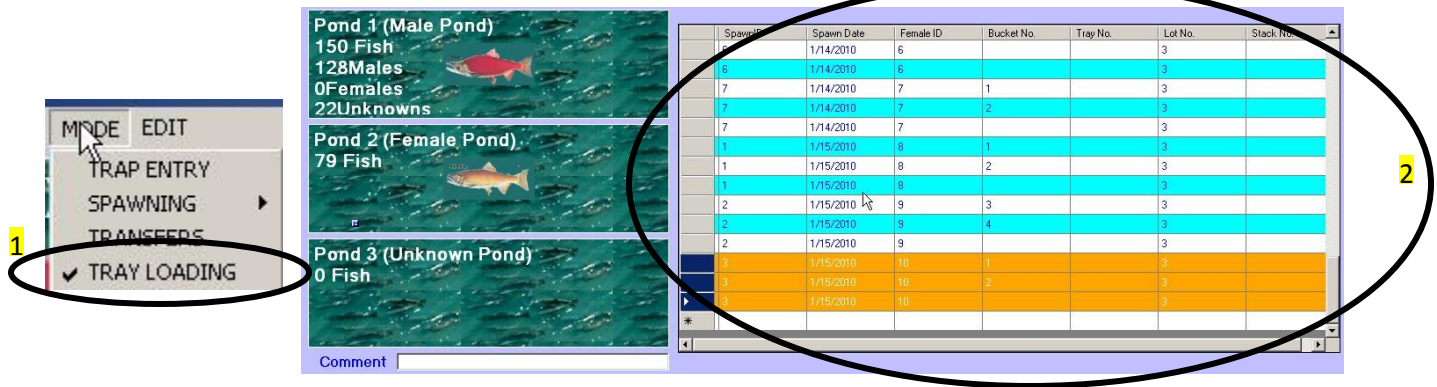 1
MODE EDIT
TRAP ENTRY
SPAWNING
TRANSFERS
✔ TRAY LOADING
Pond 1 (Male Pond)
150 Fish
128Males
0Females
22Unknowns
Pond 2 (Female Pond)
79 Fish
Pond 3 (Unknown Pond)
0 Fish
Comment
Spawn Date Female ID Bucket No. Tray No. Lot No. Stack No.
6 1/14/2010 6 3
6 1/14/2010 6 3
7 1/14/2010 7 1 3
7 1/14/2010 7 2 3
7 1/14/2010 7 3
1 1/15/2010 8 1 3
1 1/15/2010 8 2 3
1 1/15/2010 8 3
2 1/15/2010 9 3 3
2 1/15/2010 9 4 3
2 1/15/2010 9 3
3 1/15/2010 10 1 3
3 1/15/2010 10 2 3
3 1/15/2010 10 3
*
2